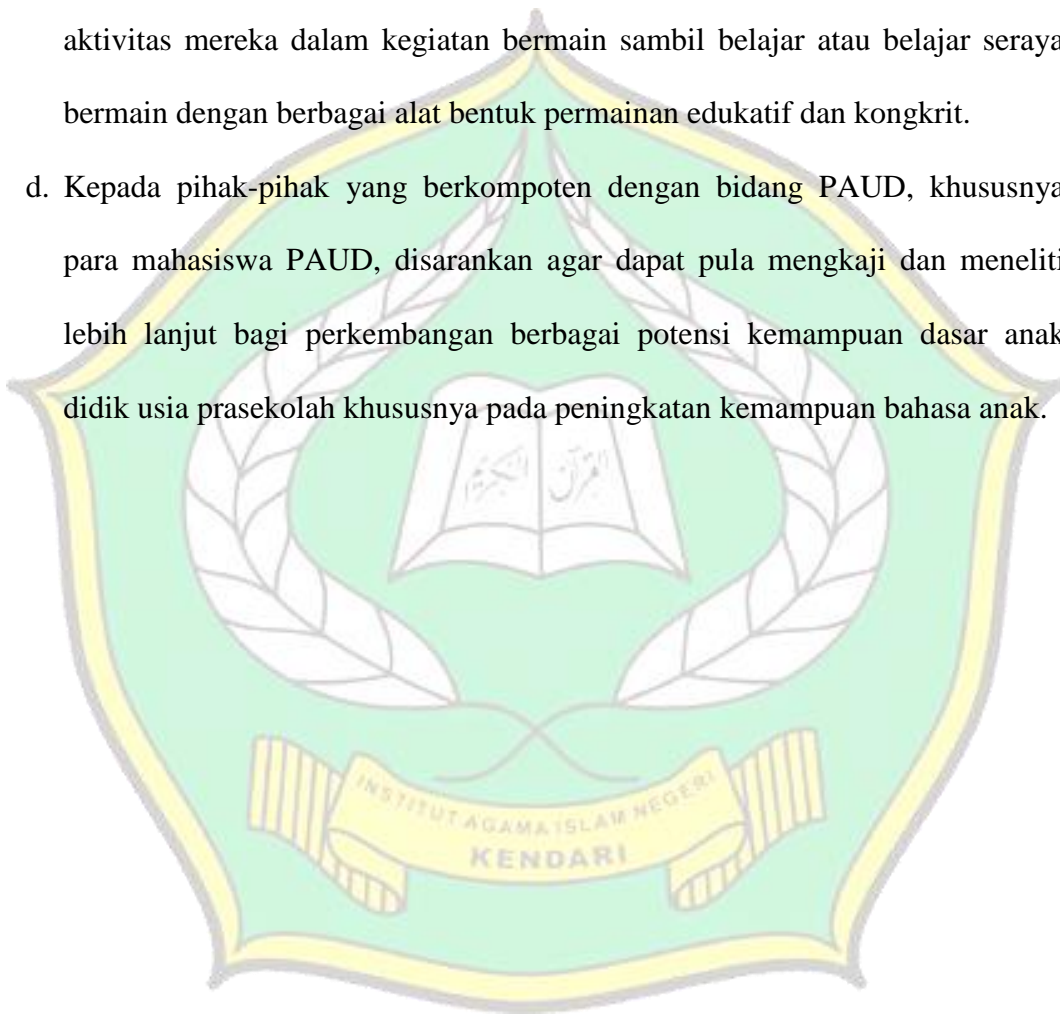 aktivitas mereka dalam kegiatan bermain sambil belajar atau belajar seraya
bermain dengan berbagai alat bentuk permainan edukatif dan kongkrit.
d. Kepada pihak-pihak yang berkompoten dengan bidang PAUD, khususnya
para mahasiswa PAUD, disarankan agar dapat pula mengkaji dan meneliti
lebih lanjut bagi perkembangan berbagai potensi kemampuan dasar anak
didik usia prasekolah khususnya pada peningkatan kemampuan bahasa anak.
القرآن الكريم
INSTITUT AGAMA ISLAM NEGERI
KENDARI